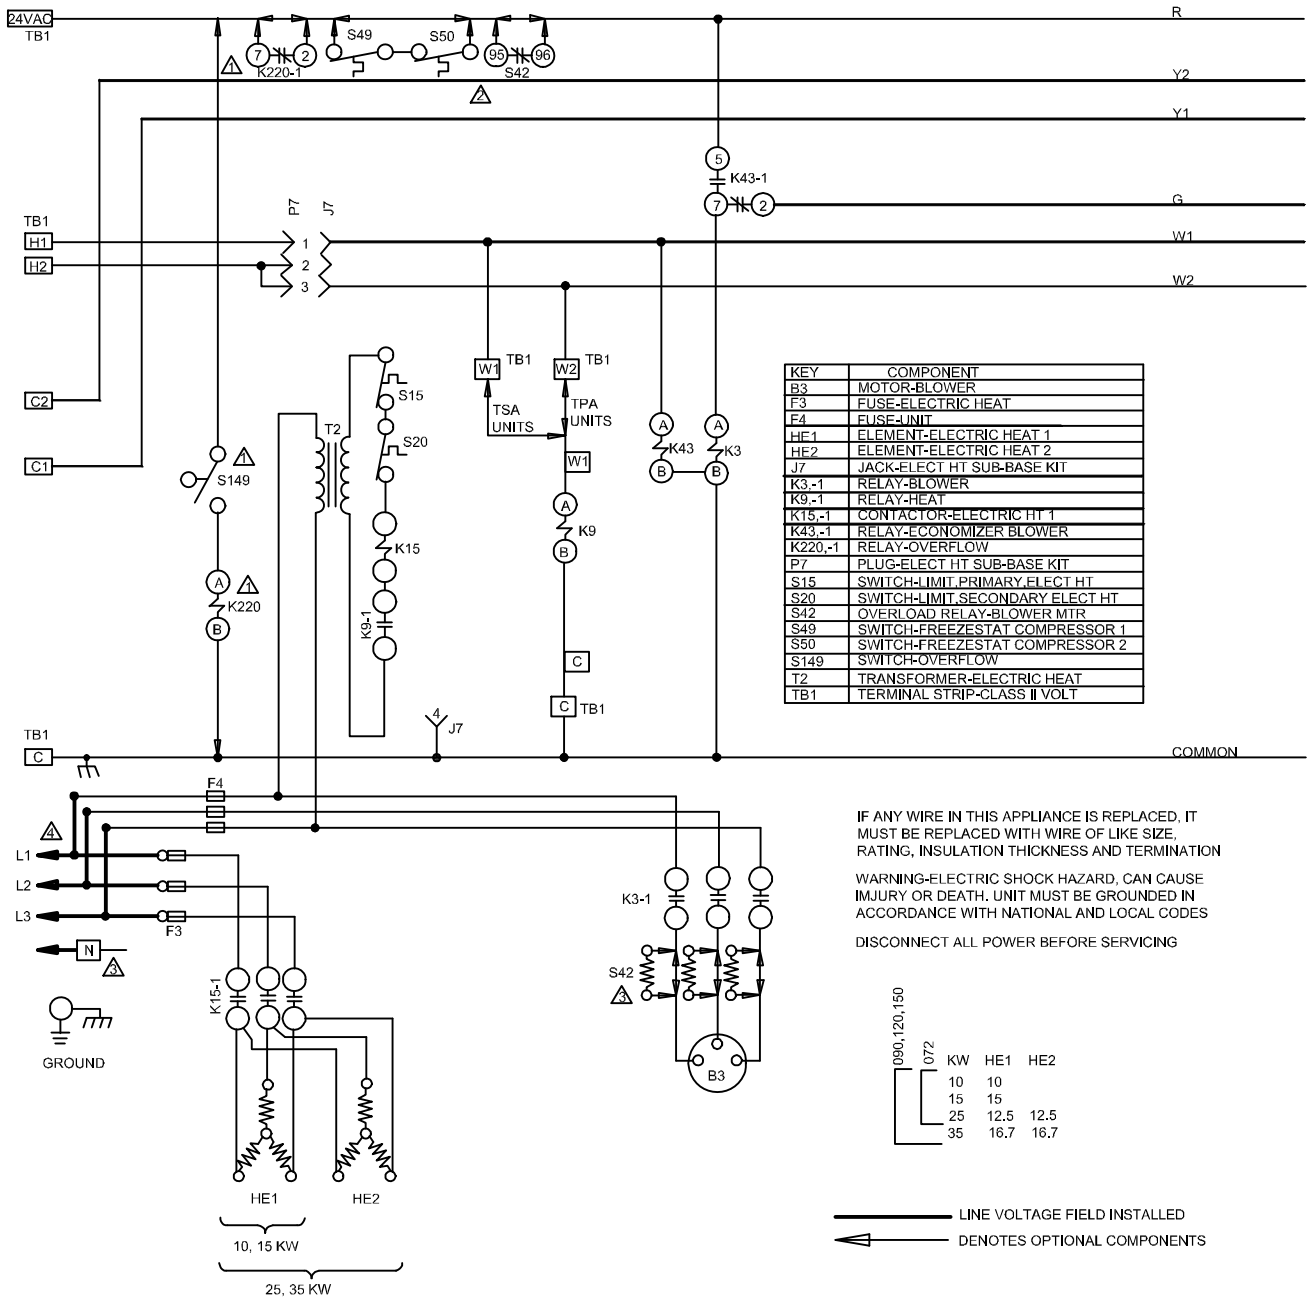 24VAC
TB1
R
S49
S50
7
2
95
96
K220-1
S42
1
2
Y2
Y1
5
K43-1
7
2
G
P7
J7
TB1
H1
1
W1
H2
2
3
W2
W1
TB1
W2
TB1
TSA
UNITS
TPA
UNITS
W1
C2
C1
S15
T2
S20
1
S149
K15
A
K43
B
A
K3
B
A
K9
B
1
A
K220
B
K9-1
C
C
TB1
4
J7
KEY COMPONENT
B3 MOTOR-BLOWER
F3 FUSE-ELECTRIC HEAT
F4 FUSE-UNIT
HE1 ELEMENT-ELECTRIC HEAT 1
HE2 ELEMENT-ELECTRIC HEAT 2
J7 JACK-ELECT HT SUB-BASE KIT
K3,-1 RELAY-BLOWER
K9,-1 RELAY-HEAT
K15,-1 CONTACTOR-ELECTRIC HT 1
K43,-1 RELAY-ECONOMIZER BLOWER
K220,-1 RELAY-OVERFLOW
P7 PLUG-ELECT HT SUB-BASE KIT
S15 SWITCH-LIMIT,PRIMARY,ELECT HT
S20 SWITCH-LIMIT,SECONDARY ELECT HT
S42 OVERLOAD RELAY-BLOWER MTR
S49 SWITCH-FREEZESTAT COMPRESSOR 1
S50 SWITCH-FREEZESTAT COMPRESSOR 2
S149 SWITCH-OVERFLOW
T2 TRANSFORMER-ELECTRIC HEAT
TB1 TERMINAL STRIP-CLASS II VOLT
TB1
C
COMMON
F4
4
L1
L2
L3
F3
N
3
GROUND
K15-1
K3-1
S42
3
B3
HE1
HE2
10, 15 KW
25, 35 KW
IF ANY WIRE IN THIS APPLIANCE IS REPLACED, IT
MUST BE REPLACED WITH WIRE OF LIKE SIZE,
RATING, INSULATION THICKNESS AND TERMINATION
WARNING-ELECTRIC SHOCK HAZARD, CAN CAUSE
IMJURY OR DEATH. UNIT MUST BE GROUNDED IN
ACCORDANCE WITH NATIONAL AND LOCAL CODES
DISCONNECT ALL POWER BEFORE SERVICING
090,120,150
072
KW HE1 HE2
10 10
15 15
25 12.5 12.5
35 16.7 16.7
LINE VOLTAGE FIELD INSTALLED
DENOTES OPTIONAL COMPONENTS